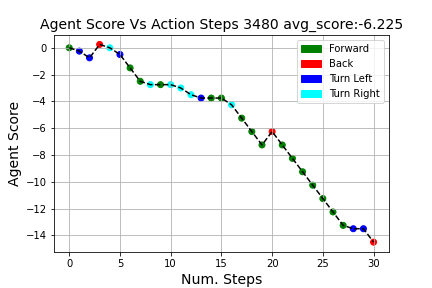 Agent Score Vs Action Steps 3480 avg_score:-6.225
Agent Score
0
−2
−4
−6
−8
−10
−12
−14
Forward
Back
Turn Left
Turn Right
0 5 10 15 20 25 30
Num. Steps